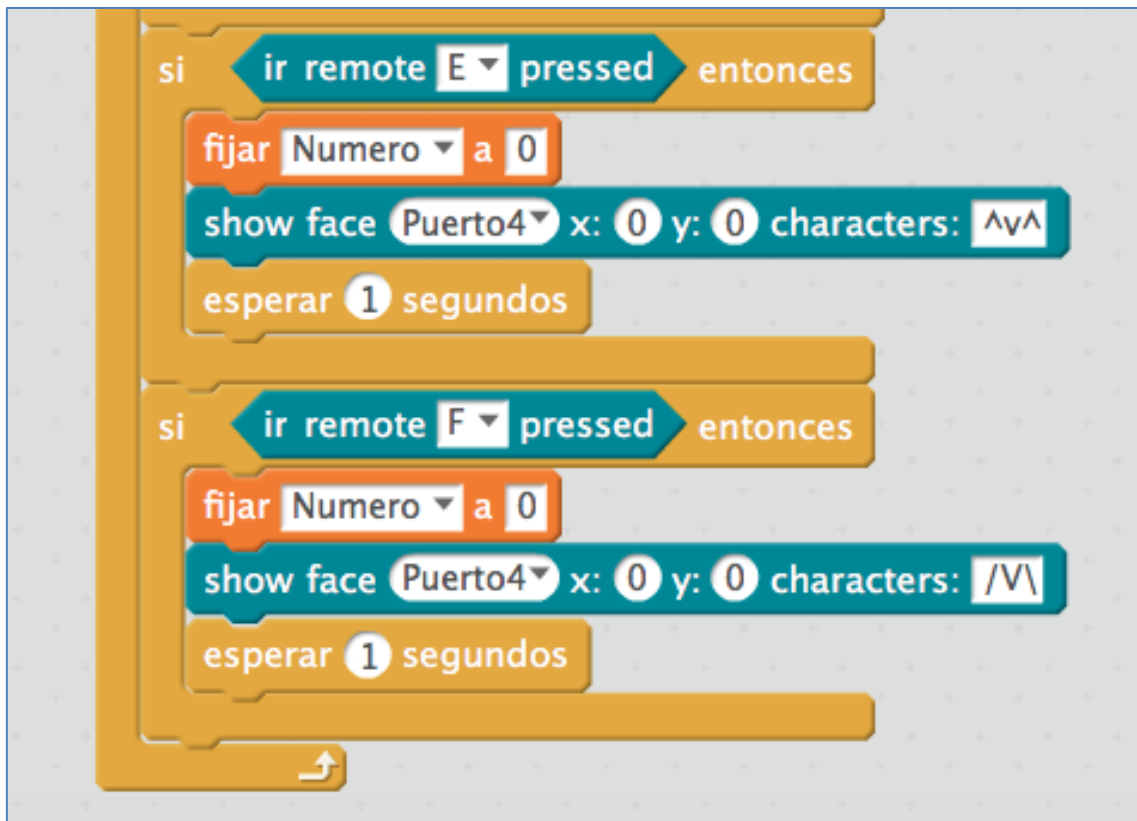 si ir remote E pressed entonces
fijar Numero a 0
show face Puerto4 x: 0 y: 0 characters: ^v^
esperar 1 segundos
si ir remote F pressed entonces
fijar Numero a 0
show face Puerto4 x: 0 y: 0 characters: /V\
esperar 1 segundos